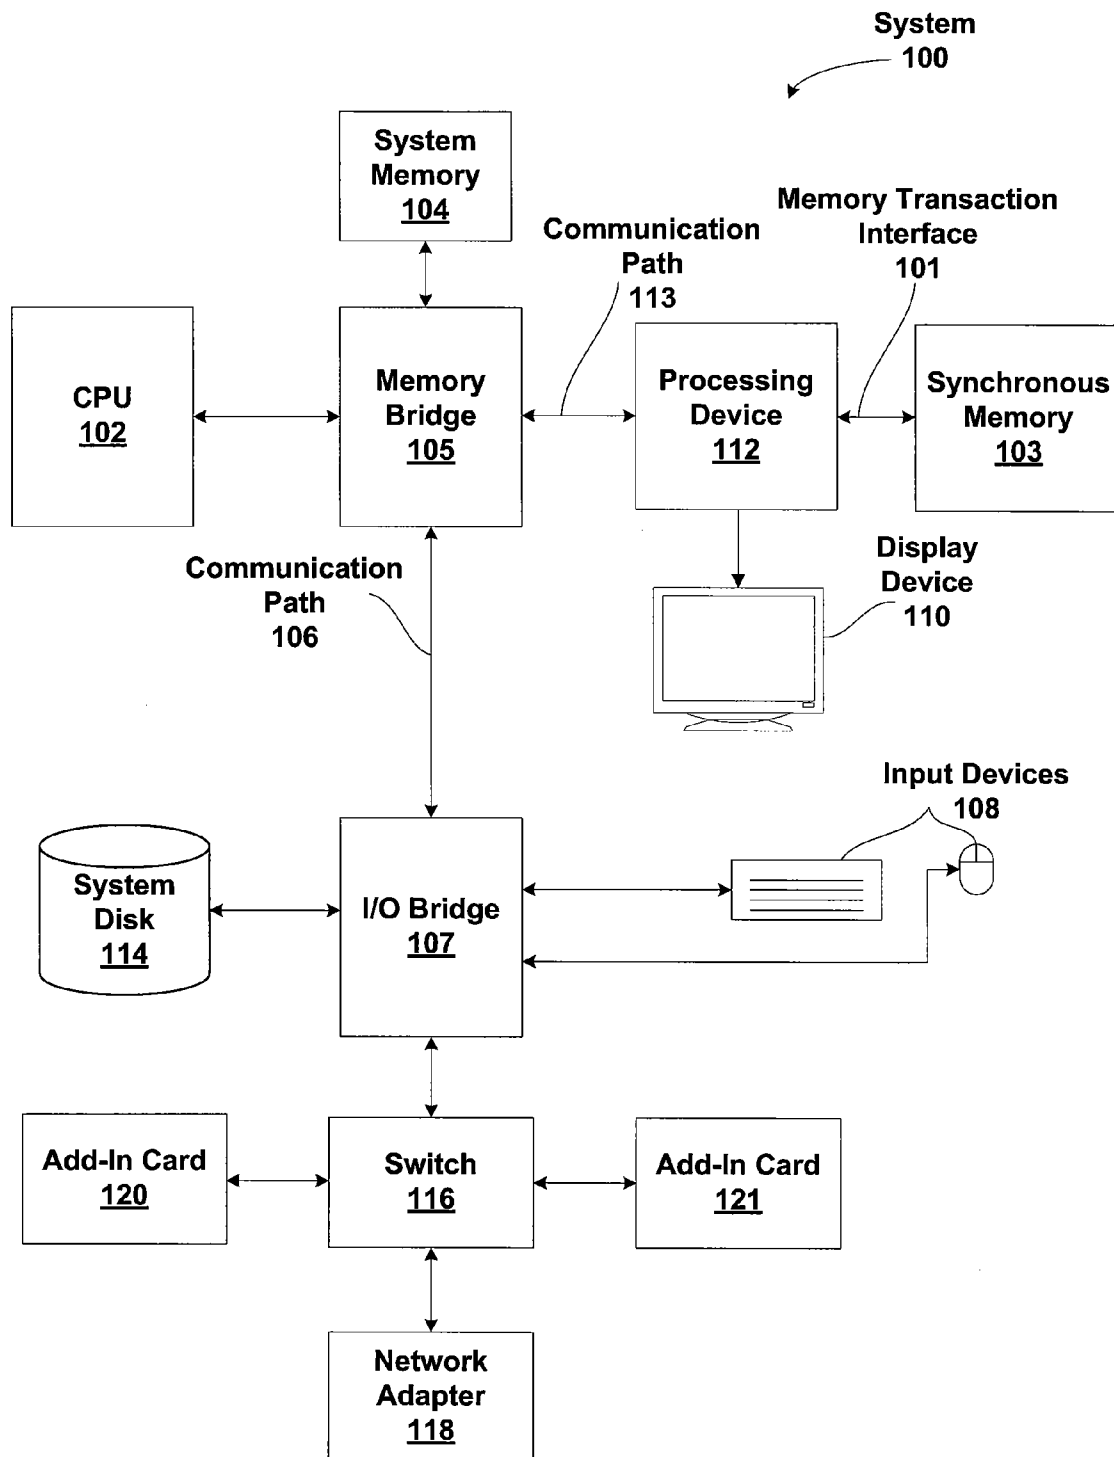 System
100
System
Memory
104
Memory Transaction
Interface
101
Communication
Path
113
CPU
102
Memory
Bridge
105
Processing
Device
112
Synchronous
Memory
103
Communication
Path
106
Display
Device
110
Input Devices
108
System
Disk
114
I/O Bridge
107
Add-In Card
120
Switch
116
Add-In Card
121
Network
Adapter
118